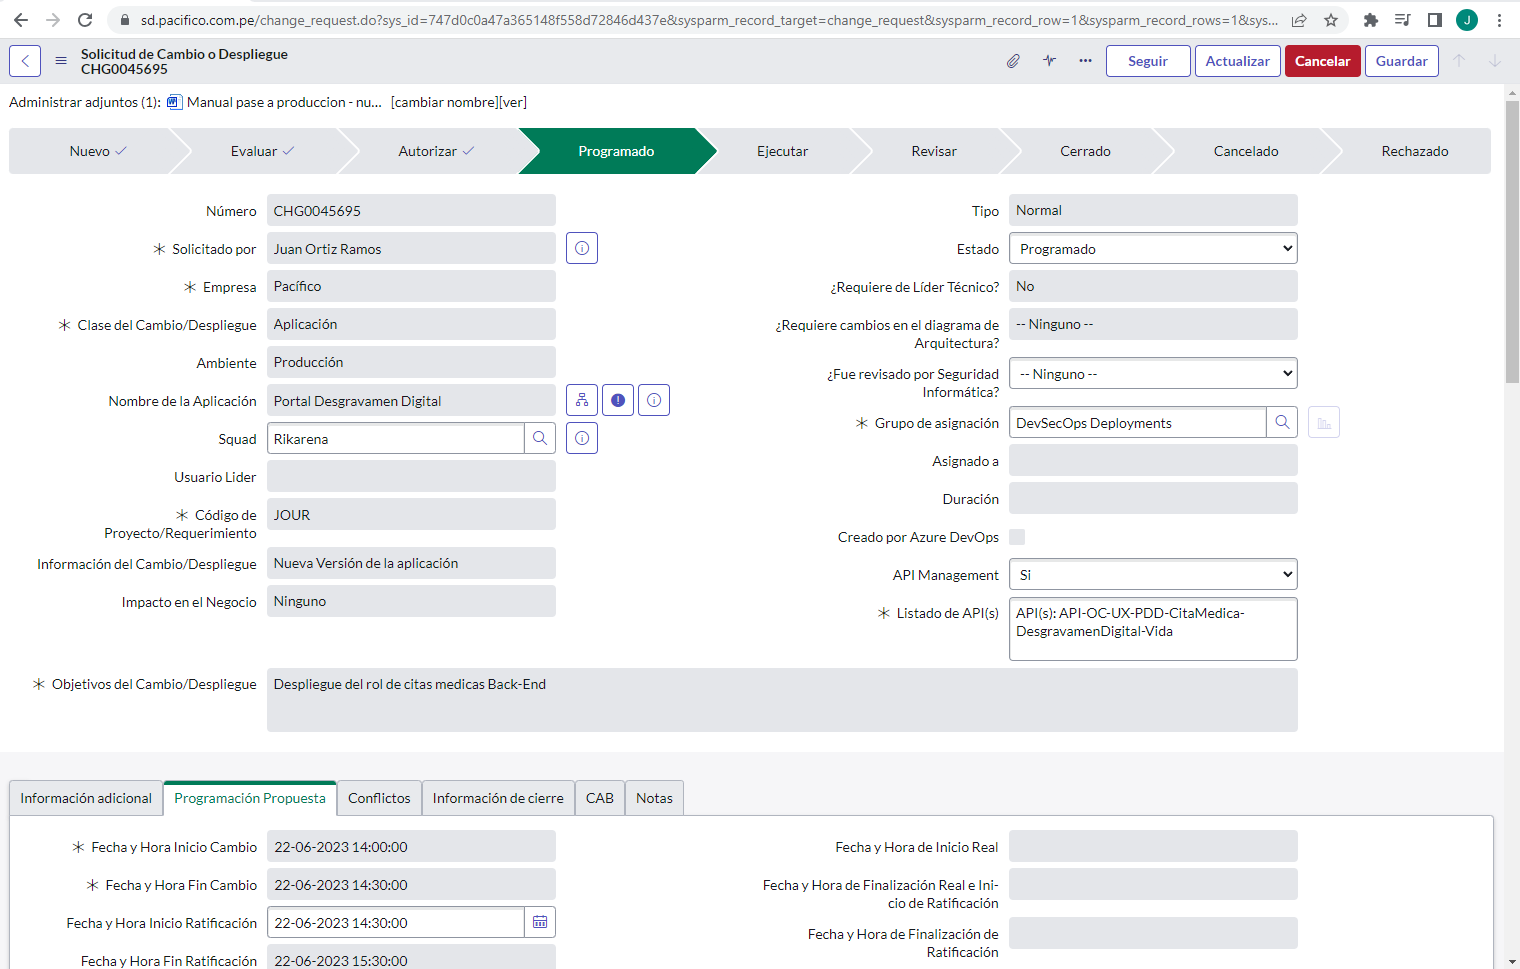 sd.pacifico.com.pe/change_request.do?sys_id=747d0c0a47a365148f558d72846d437e&sysparm_record_target=change_request&sysparm_record_row=1&sysparm_record_rows=1&sys...
J
Solicitud de Cambio o Despliegue
CHG0045695
Seguir
Actualizar
Cancelar
Guardar
Administrar adjuntos (1): Manual pase a produccion - nu... [cambiar nombre][ver]
Nuevo
Evaluar
Autorizar
Programado
Ejecutar
Revisar
Cerrado
Cancelado
Rechazado
Número CHG0045695
Solicitado por Juan Ortiz Ramos
Empresa Pacífico
Clase del Cambio/Despliegue Aplicación
Ambiente Producción
Nombre de la Aplicación Portal Desgravamen Digital
Squad Rikarena
Usuario Lider
Código de
Proyecto/Requerimiento
JOUR
Información del Cambio/Despliegue Nueva Versión de la aplicación
Impacto en el Negocio Ninguno
Tipo Normal
Estado Programado
¿Requiere de Líder Técnico? No
¿Requiere cambios en el diagrama de
Arquitectura?
-- Ninguno --
¿Fue revisado por Seguridad
Informática?
-- Ninguno --
Grupo de asignación DevSecOps Deployments
Asignado a
Duración
Creado por Azure DevOps
API Management Si
Listado de API(s) API(s): API-OC-UX-PDD-CitaMedica-
DesgravamenDigital-Vida
Objetivos del Cambio/Despliegue Despliegue del rol de citas medicas Back-End
Información adicional
Programación Propuesta
Conflictos
Información de cierre
CAB
Notas
Fecha y Hora Inicio Cambio 22-06-2023 14:00:00
Fecha y Hora Fin Cambio 22-06-2023 14:30:00
Fecha y Hora Inicio Ratificación 22-06-2023 14:30:00
Fecha y Hora Fin Ratificación 22-06-2023 15:30:00
Fecha y Hora de Inicio Real
Fecha y Hora de Finalización Real e Ini-
cio de Ratificación
Fecha y Hora de Finalización de
Ratificación